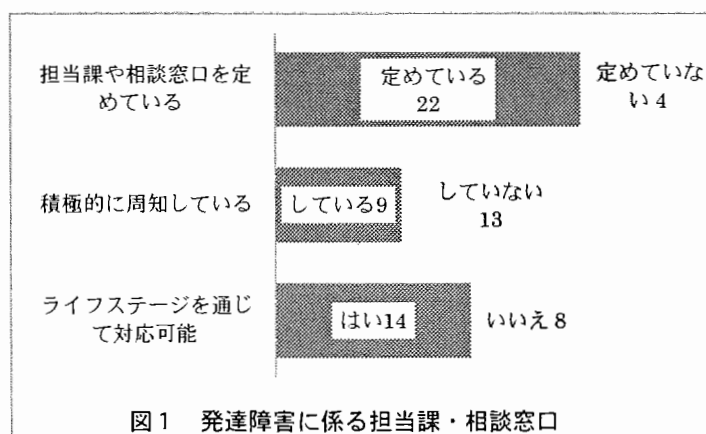 担当課や相談窓口を定
めている
定めている
22
定めていな
い 4
積極的に周知している
している9
していない
13
ライフステージを通じ
て対応可能
はい14
いいえ 8
図1 発達障害に係る担当課・相談窓口